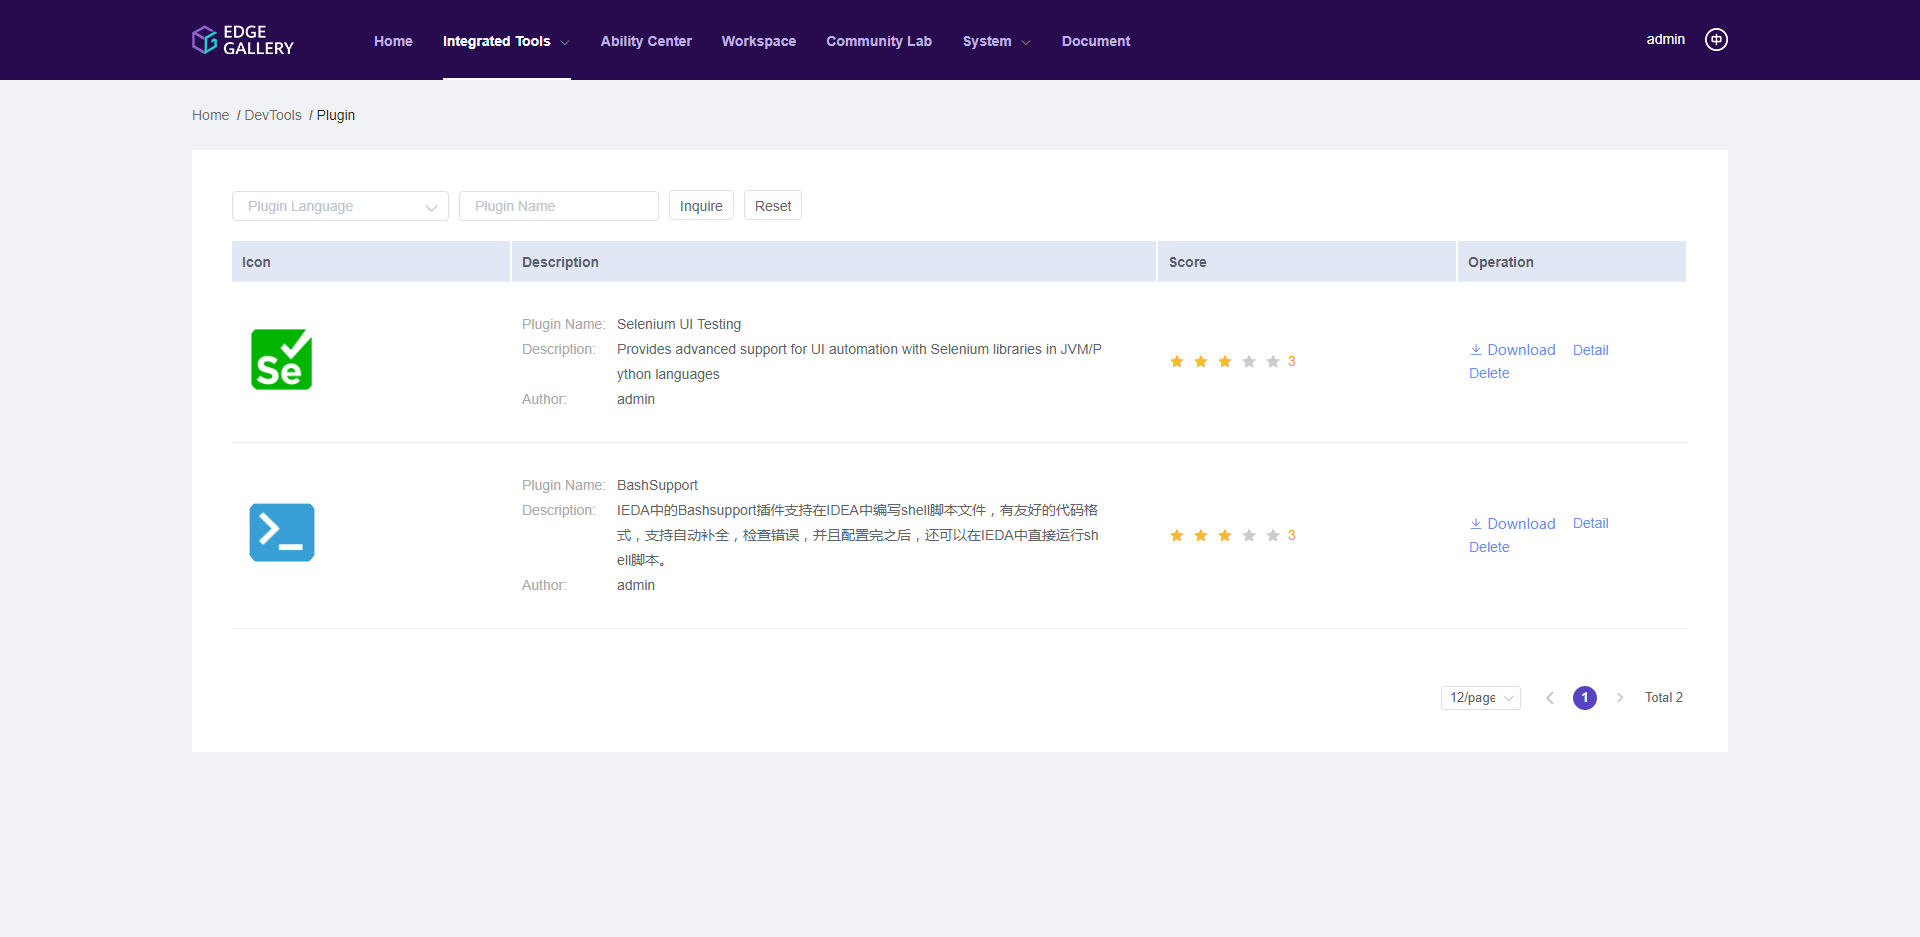 EDGE
GALLERY
Home
Integrated Tools
Ability Center
Workspace
Community Lab
System
Document
admin
中
Home / DevTools / Plugin
Plugin Language
Plugin Name
Inquire
Reset
Icon
Description
Score
Operation
Se
Plugin Name: Selenium UI Testing
Description: Provides advanced support for UI automation with Selenium libraries in JVM/P
ython languages
Author: admin
3
Download
Detail
Delete
Plugin Name: BashSupport
Description: IEDA中的Bashsupport插件支持在IDEA中编写shell脚本文件，有友好的代码格
式，支持自动补全，检查错误，并且配置完之后，还可以在IEDA中直接运行sh
ell脚本。
Author: admin
3
Download
Detail
Delete
12/page
1
Total 2